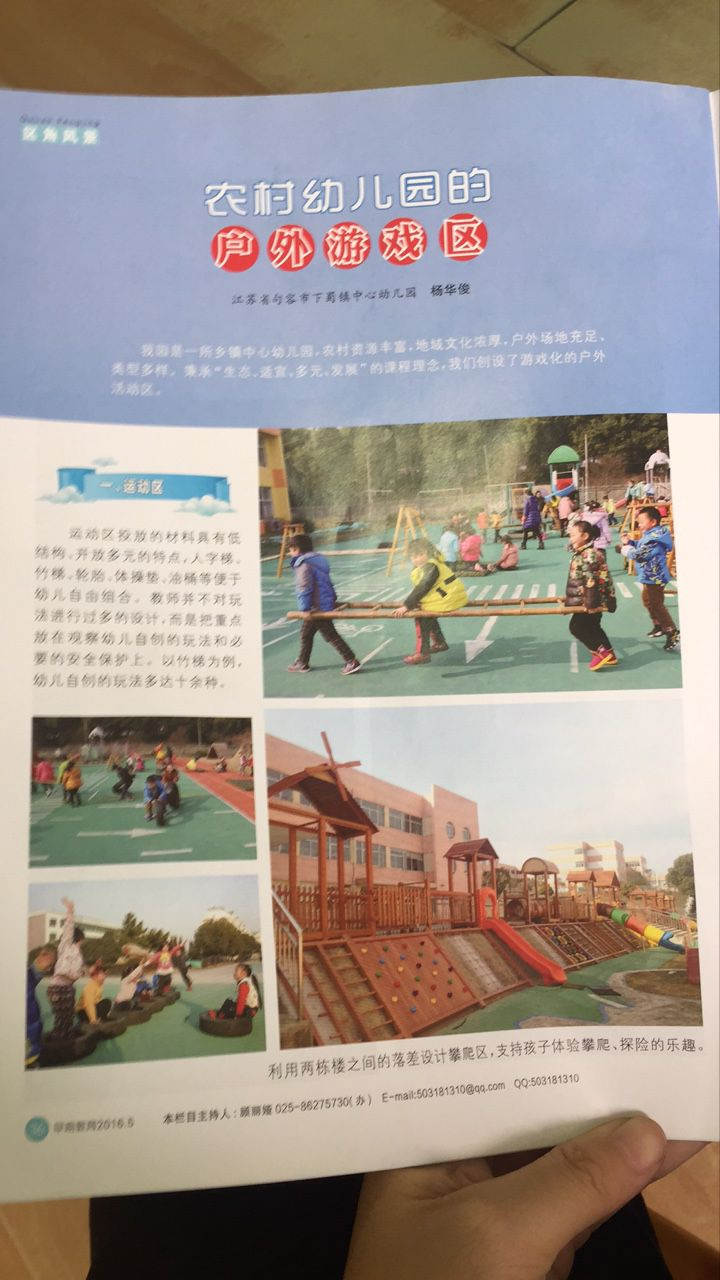 区角风景
农村幼儿园的
户外游戏区
江苏省句容市下蜀镇中心幼儿园 杨华俊
我园是一所乡镇中心幼儿园,农村资源丰富,地域文化浓厚,户外场地充足,
类型多样。秉承“生态、适宜、多元、发展”的课程理念,我们创设了游戏化的户外
活动区。
一、运动区
运动区投放的材料具有低
结构、开放多元的特点,人字梯、
竹梯、轮胎、体操垫、油桶等便于
幼儿自由组合。教师并不对玩
法进行过多的设计,而是把重点
放在观察幼儿自创的玩法和必
要的安全保护上。以竹梯为例,
幼儿自创的玩法多达十余种。
利用两栋楼之间的落差设计攀爬区,支持孩子体验攀爬、探险的乐趣。
本栏目主持人:顾丽娅 025-86275730(办) E-mail:503181310@qq.com QQ:503181310
早期教育2016.5